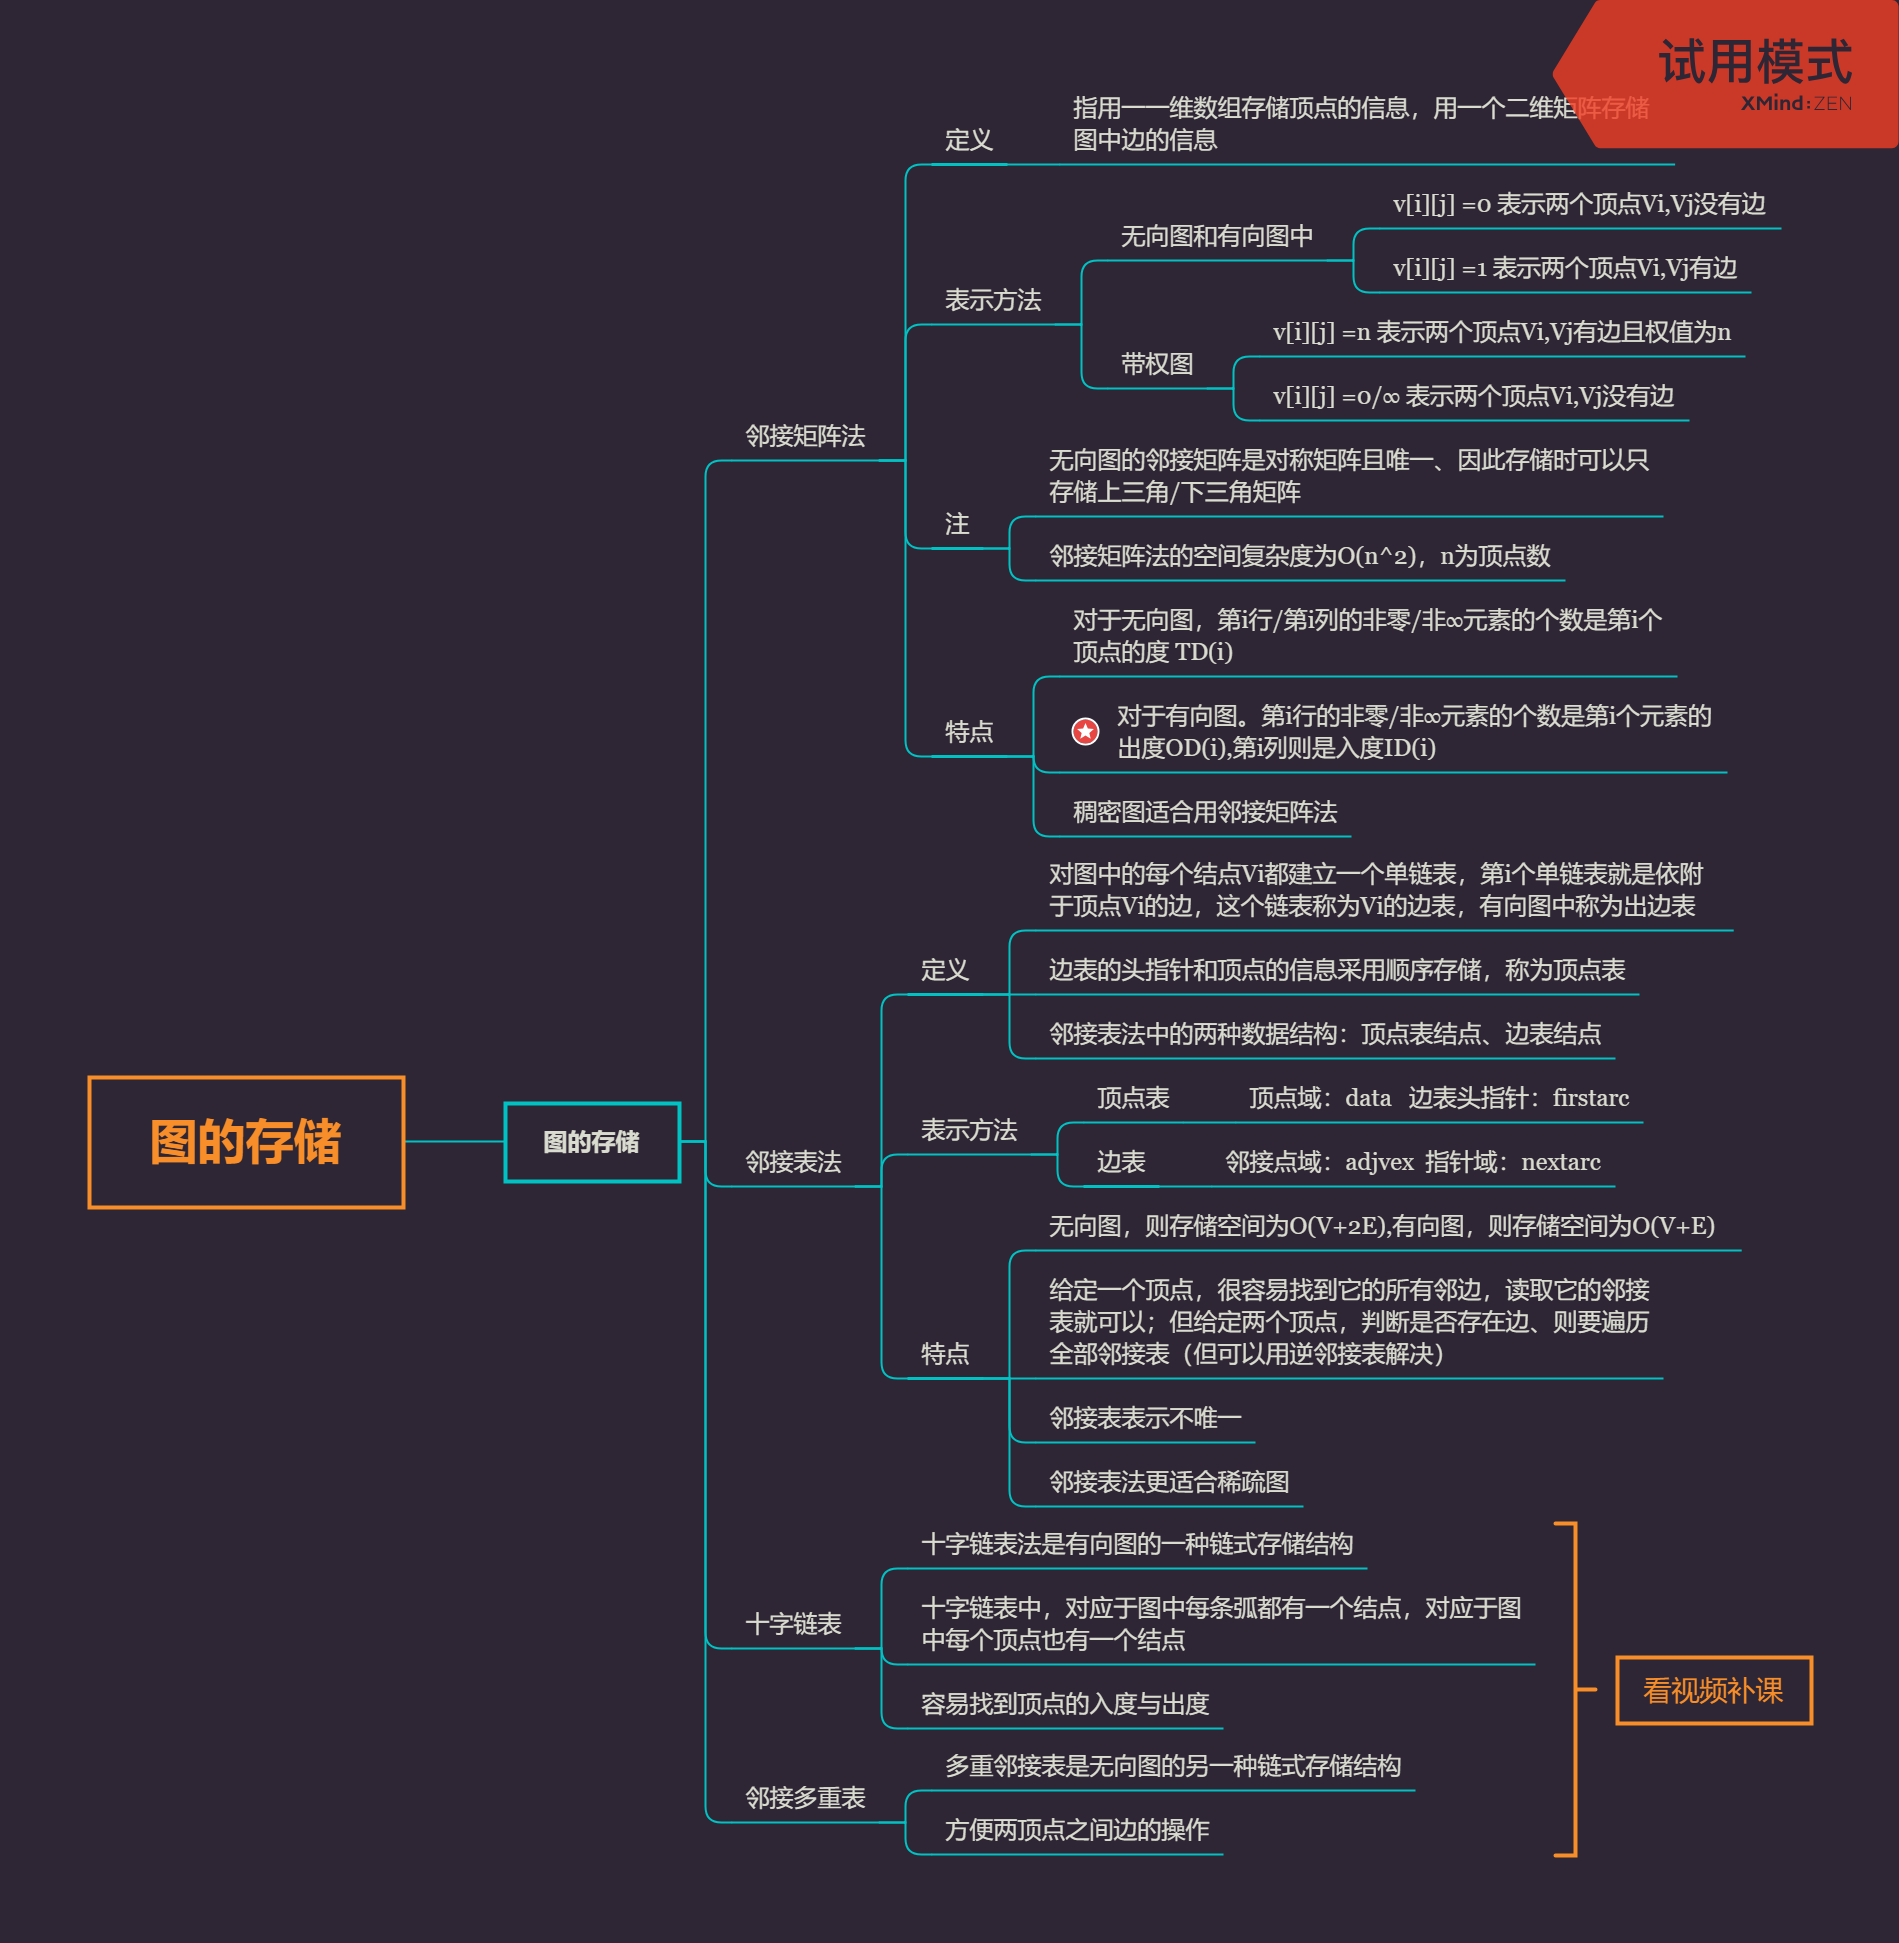 试用模式
XMind:ZEN
图的存储
图的存储
邻接矩阵法
定义
指用一一维数组存储顶点的信息，用一个二维矩阵存储
图中边的信息
表示方法
无向图和有向图中
v[i][j] =0 表示两个顶点Vi,Vj没有边
v[i][j] =1 表示两个顶点Vi,Vj有边
带权图
v[i][j] =n 表示两个顶点Vi,Vj有边且权值为n
v[i][j] =0/∞ 表示两个顶点Vi,Vj没有边
注
无向图的邻接矩阵是对称矩阵且唯一、因此存储时可以只
存储上三角/下三角矩阵
邻接矩阵法的空间复杂度为O(n^2)，n为顶点数
特点
对于无向图，第i行/第i列的非零/非∞元素的个数是第i个
顶点的度 TD(i)
对于有向图。第i行的非零/非∞元素的个数是第i个元素的
出度OD(i),第i列则是入度ID(i)
稠密图适合用邻接矩阵法
邻接表法
定义
对图中的每个结点Vi都建立一个单链表，第i个单链表就是依附
于顶点Vi的边，这个链表称为Vi的边表，有向图中称为出边表
边表的头指针和顶点的信息采用顺序存储，称为顶点表
邻接表法中的两种数据结构：顶点表结点、边表结点
表示方法
顶点表
顶点域：data 边表头指针：firstarc
边表
邻接点域：adjvex 指针域：nextarc
特点
无向图，则存储空间为O(V+2E),有向图，则存储空间为O(V+E)
给定一个顶点，很容易找到它的所有邻边，读取它的邻接
表就可以；但给定两个顶点，判断是否存在边、则要遍历
全部邻接表（但可以用逆邻接表解决）
邻接表表示不唯一
邻接表法更适合稀疏图
十字链表
十字链表法是有向图的一种链式存储结构
十字链表中，对应于图中每条弧都有一个结点，对应于图
中每个顶点也有一个结点
容易找到顶点的入度与出度
邻接多重表
多重邻接表是无向图的另一种链式存储结构
方便两顶点之间边的操作
看视频补课